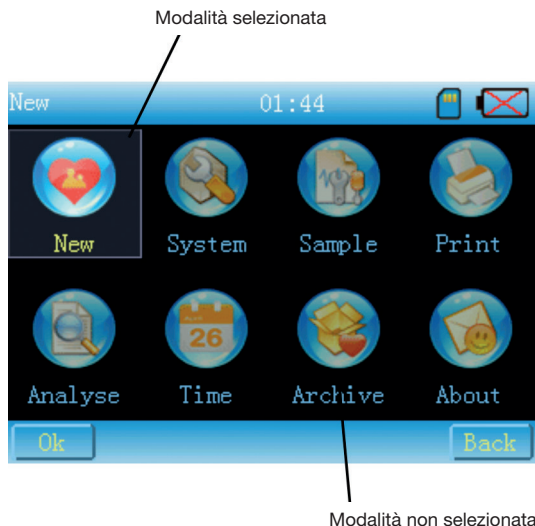 Modalità selezionata
New 01:44
New System Sample Print
26
Analyse Time Archive About
Ok Back
Modalità non selezionata